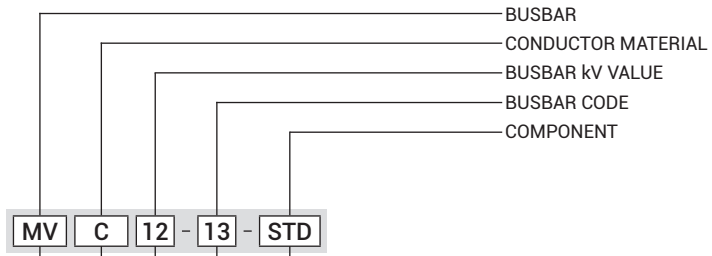 BUSBAR
CONDUCTOR MATERIAL
BUSBAR kV VALUE
BUSBAR CODE
COMPONENT
MV C 12 - 13 - STD